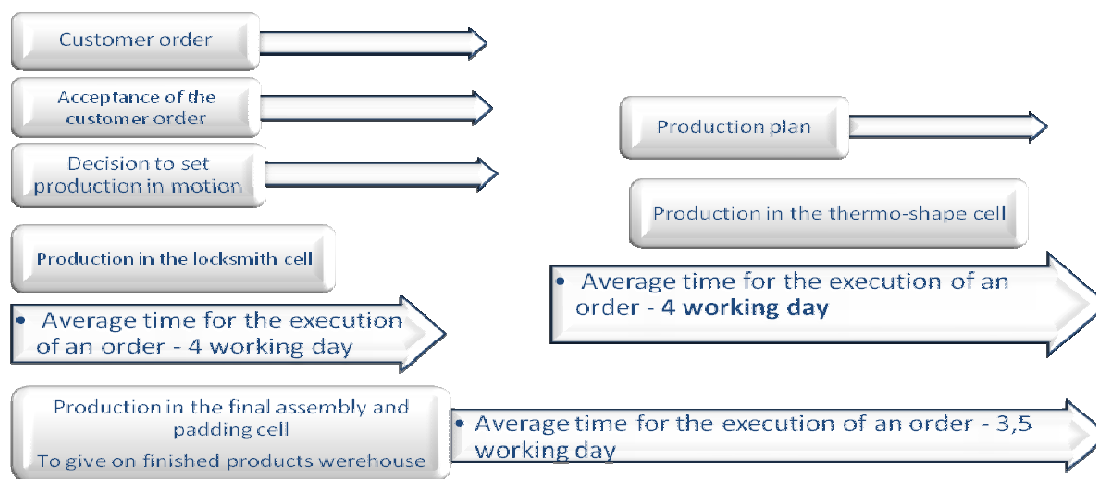 Customer order
Acceptance of the
customer order
Production plan
Decision to set
production in motion
Production in the thermo-shape cell
Production in the locksmith cell
• Average time for the execution of an
order - 4 working day
• Average time for the execution
of an order - 4 working day
Production in the final assembly and
padding cell
To give on finished products werehouse
• Average time for the execution of an order - 3,5
working day